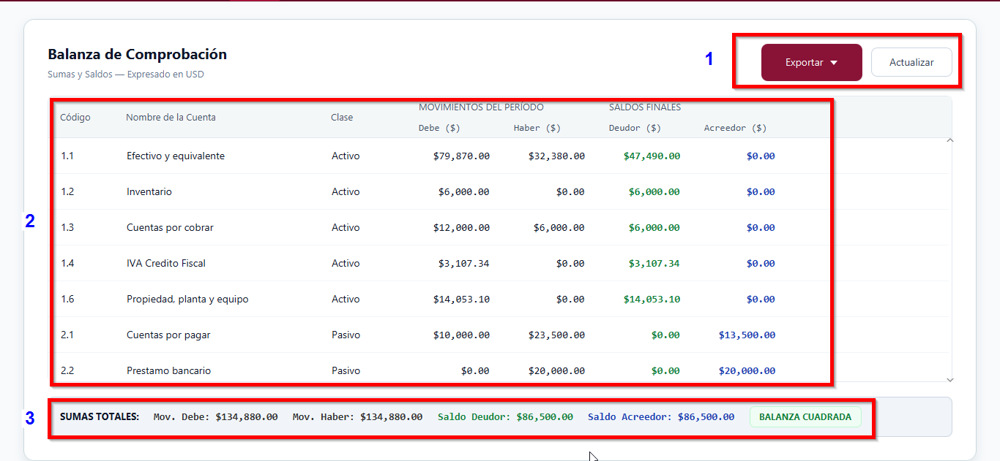 Balanza de Comprobación
Sumas y Saldos — Expresado en USD
1
Exportar Actualizar
MOVIMIENTOS DEL PERÍODO SALDOS FINALES
Código Nombre de la Cuenta Clase
Debe ($) Haber ($) Deudor ($) Acreedor ($)
1.1 Efectivo y equivalente Activo $79,870.00 $32,380.00 $47,490.00 $0.00
1.2 Inventario Activo $6,000.00 $0.00 $6,000.00 $0.00
2
1.3 Cuentas por cobrar Activo $12,000.00 $6,000.00 $6,000.00 $0.00
1.4 IVA Credito Fiscal Activo $3,107.34 $0.00 $3,107.34 $0.00
1.6 Propiedad, planta y equipo Activo $14,053.10 $0.00 $14,053.10 $0.00
2.1 Cuentas por pagar Pasivo $10,000.00 $23,500.00 $0.00 $13,500.00
2.2 Prestamo bancario Pasivo $0.00 $20,000.00 $0.00 $20,000.00
3
SUMAS TOTALES: Mov. Debe: $134,880.00 Mov. Haber: $134,880.00 Saldo Deudor: $86,500.00 Saldo Acreedor: $86,500.00 BALANZA CUADRADA